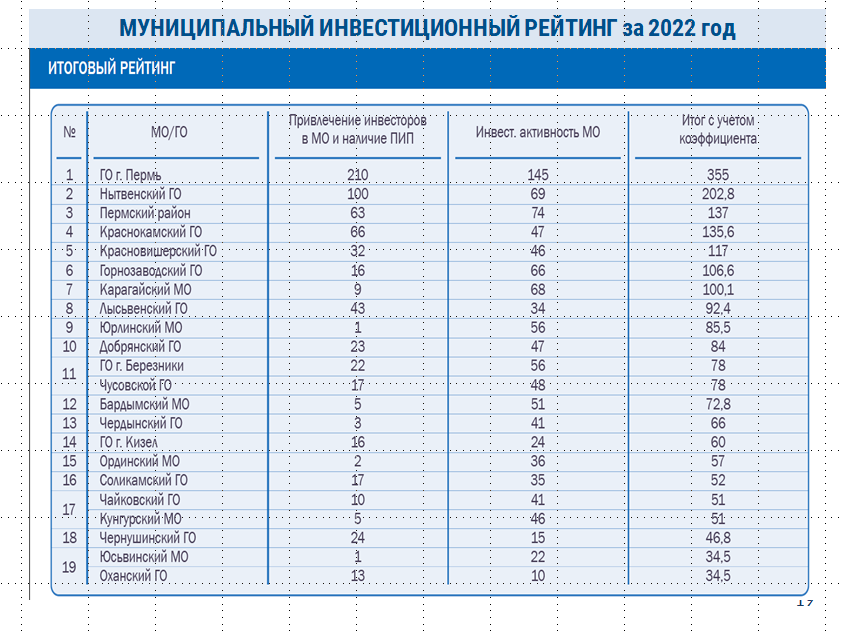 МУНИЦИПАЛЬНЫЙ ИНВЕСТИЦИОННЫЙ РЕЙТИНГ за 2022 год
ИТОГОВЫЙ РЕЙТИНГ
№ МО/ГО Привлечение инвесторов в МО и наличие ПИП Инвест. активность МО Итог с учетом коэффициента
1 ГО г. Пермь 210 145 355
2 Нытвенский ГО 100 69 202,8
3 Пермский район 63 74 137
4 Краснокамский ГО 66 47 135,6
5 Красновишерский ГО 32 46 117
6 Горнозаводский ГО 16 66 106,6
7 Карагайский МО 9 68 100,1
8 Лысьвенский ГО 43 34 92,4
9 Юрлинский МО 1 56 85,5
10 Добрянский ГО 23 47 84
11 ГО г. Березники 22 56 78
Чусовской ГО 17 48 78
12 Бардымский МО 5 51 72,8
13 Чердынский ГО 3 41 66
14 ГО г. Кизел 16 24 60
15 Ординский МО 2 36 57
16 Соликамский ГО 17 35 52
17 Чайковский ГО 10 41 51
Кунгурский МО 5 46 51
18 Чернушинский ГО 24 15 46,8
19 Юсьвинский МО 1 22 34,5
Оханский ГО 13 10 34,5